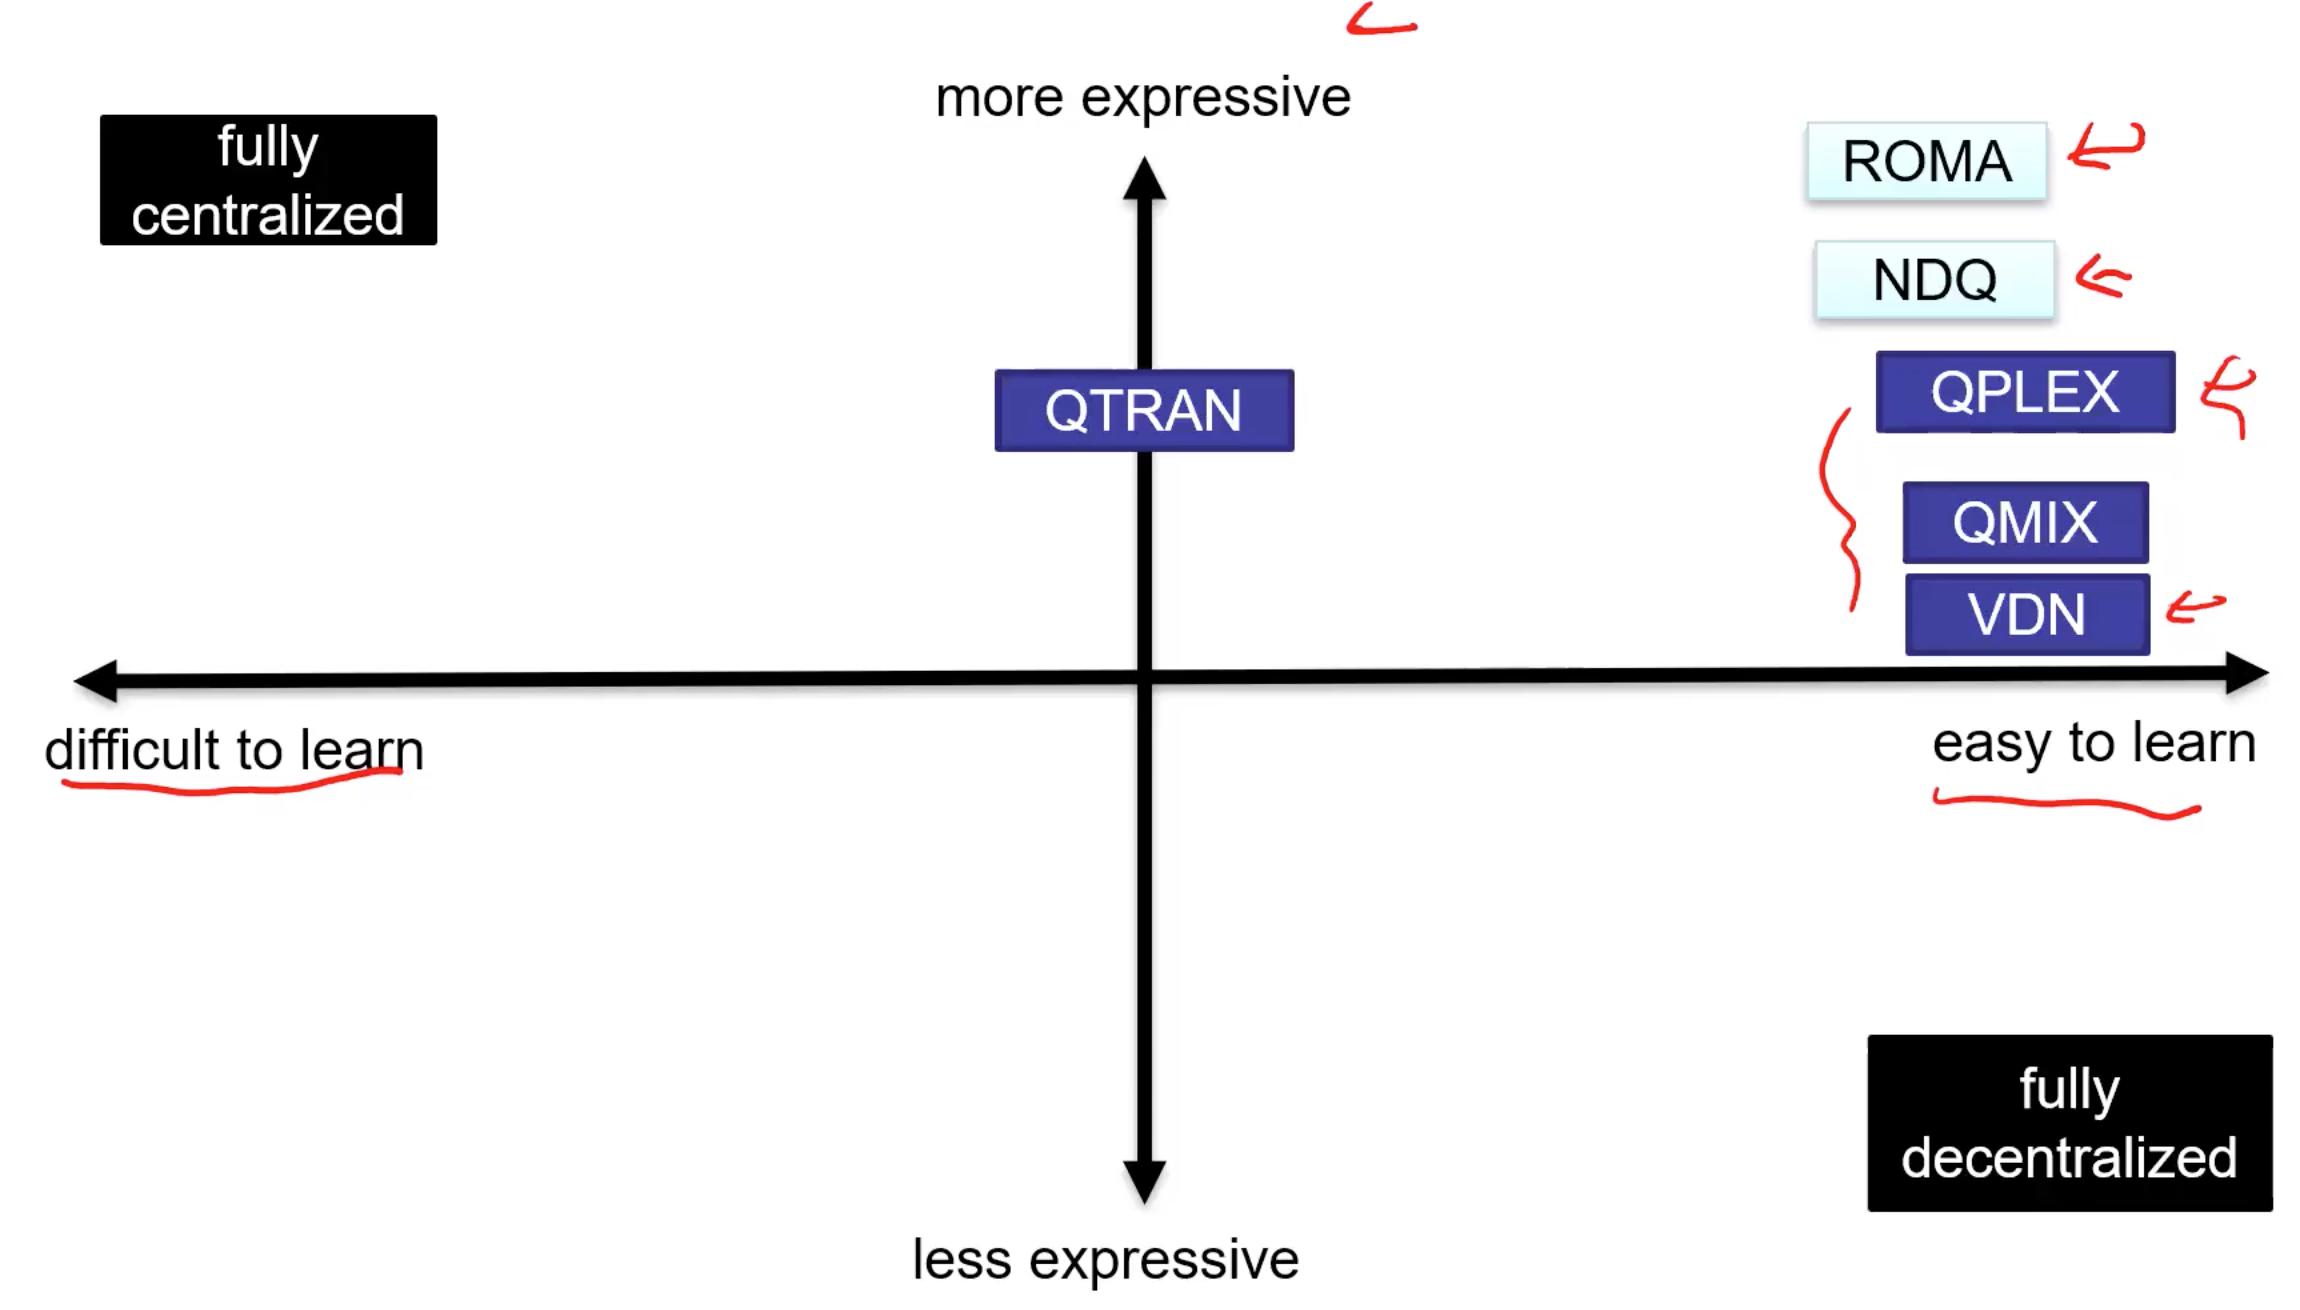 more expressive
fully
centralized
ROMA
NDQ
QPLEX
QTRAN
QMIX
VDN
difficult to learn
easy to learn
fully
decentralized
less expressive